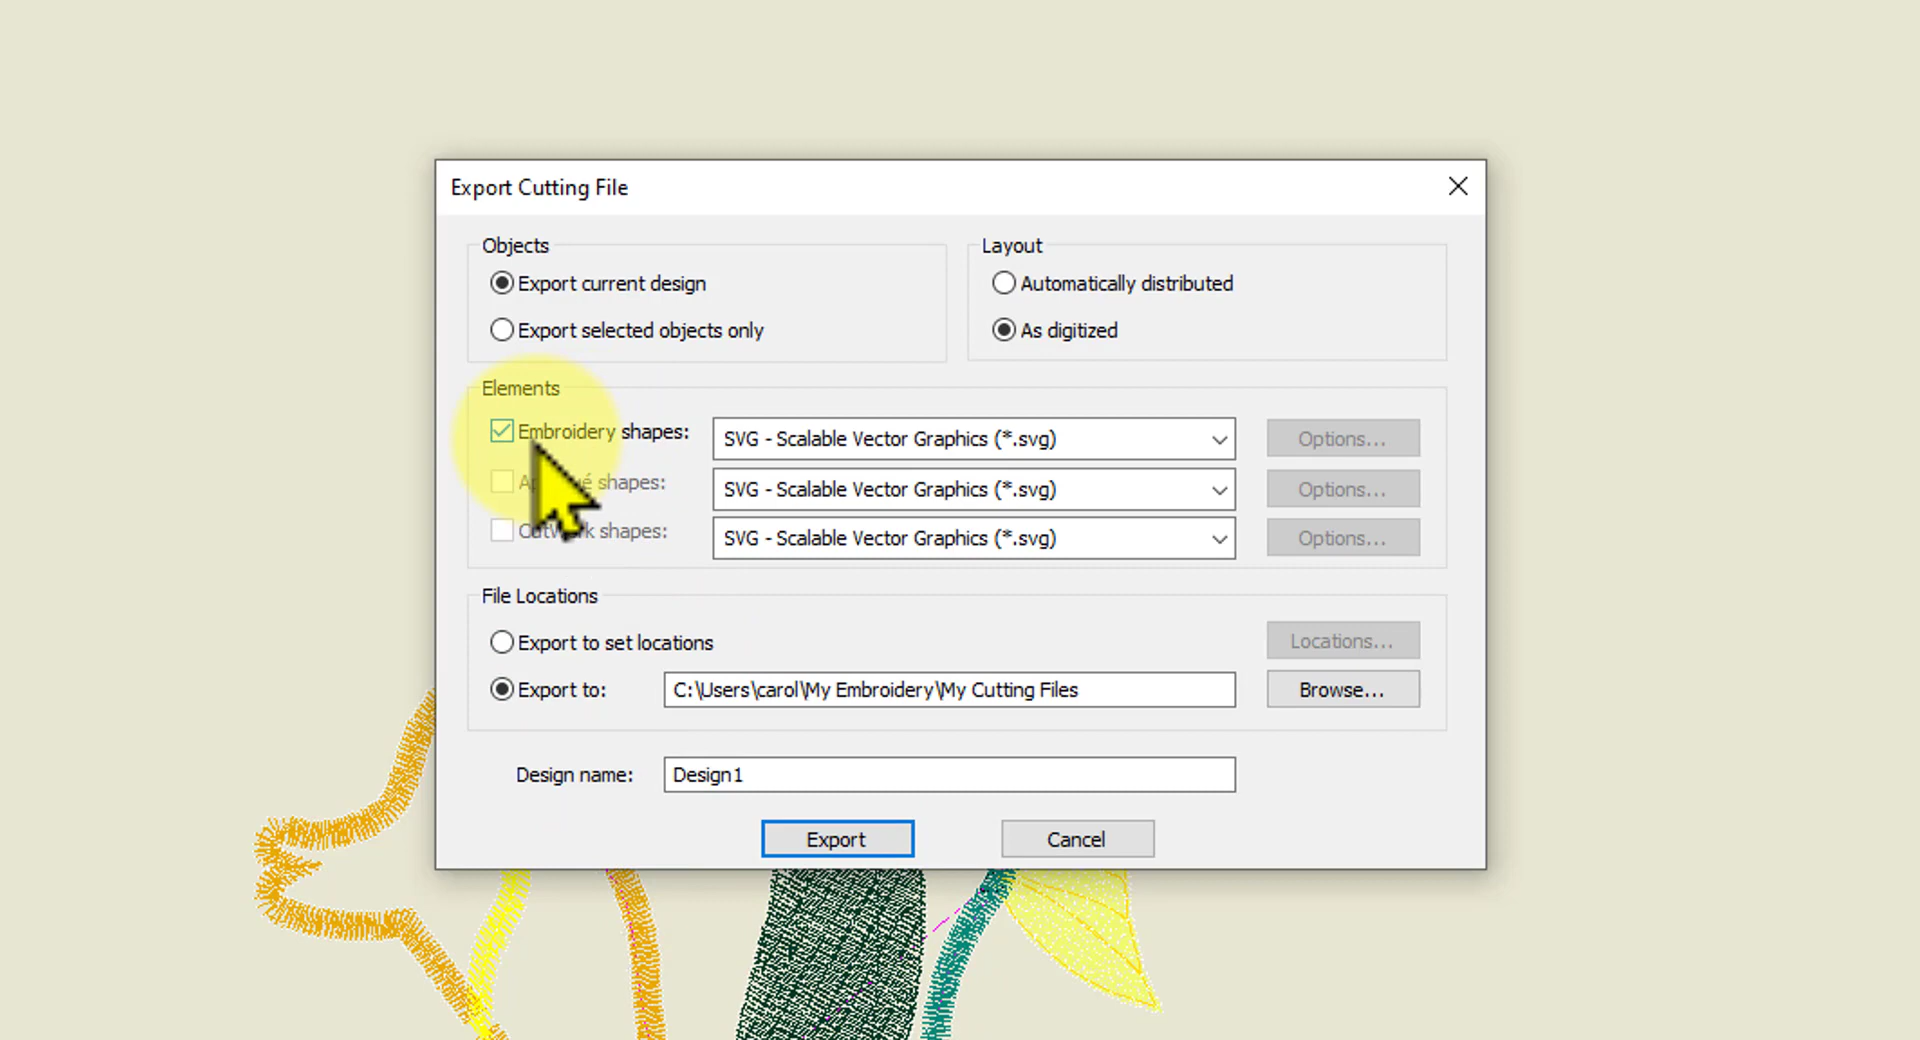 Export Cutting File
Objects
Export current design
Export selected objects only
Layout
Automatically distributed
As digitized
Elements
Embroidery shapes:
SVG - Scalable Vector Graphics (*.svg)
Options...
shapes:
SVG - Scalable Vector Graphics (*.svg)
Options...
shapes:
SVG - Scalable Vector Graphics (*.svg)
Options...
File Locations
Export to set locations
Locations...
Export to:
C:\Users\carol\My Embroidery\My Cutting Files
Browse...
Design name:
Design1
Export
Cancel